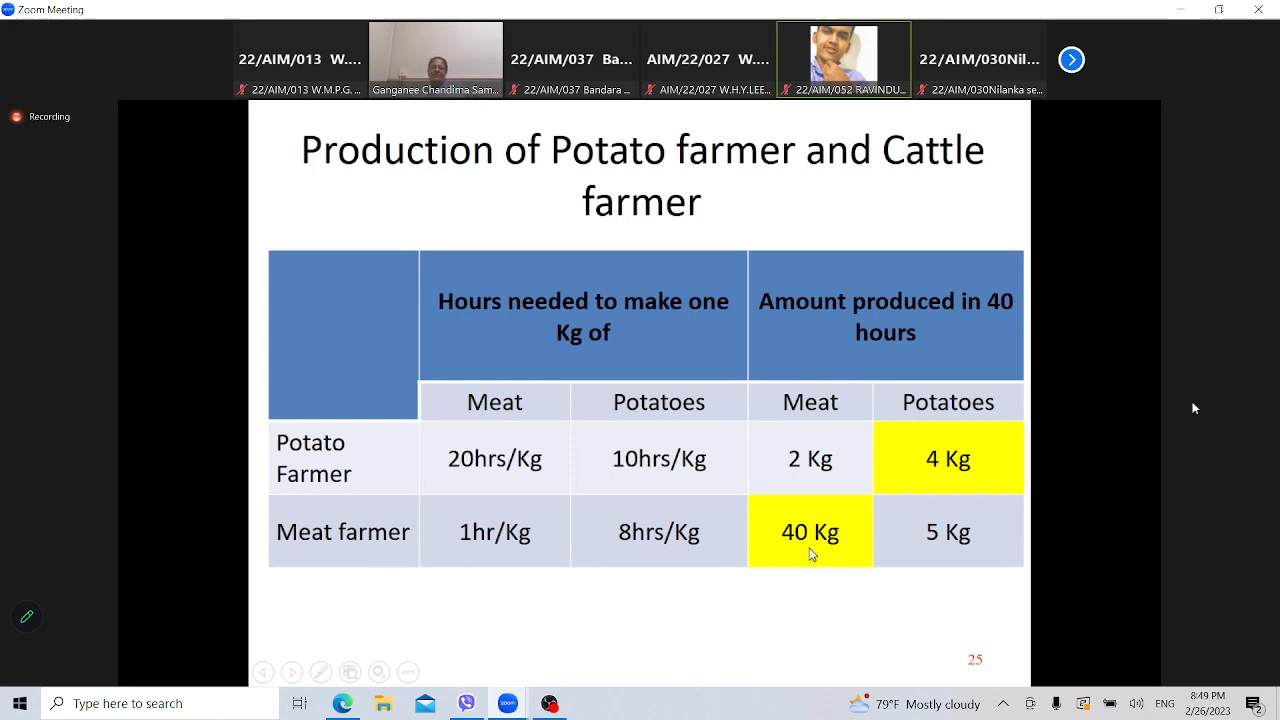 Zoom Meeting
22/AIM/013 W....
22/AIM/037 Ba...
AIM/22/027 W....
22/AIM/030Nil...
22/AIM/013 W.M.P.G. ...
Ganganee Chandima Sam...
22/AIM/037 Bandara ...
AIM/22/027 W.H.Y.LEE...
22/AIM/052 RAVINDU...
22/AIM/030Nilanka se...
Recording
Production of Potato farmer and Cattle
farmer
Hours needed to make one
Kg of
Amount produced in 40
hours
Meat
Potatoes
Meat
Potatoes
Potato
Farmer
20hrs/Kg
10hrs/Kg
2 Kg
4 Kg
Meat farmer
1hr/Kg
8hrs/Kg
40 Kg
5 Kg
25
Type here to search
79°F Mostly cloudy
8:49 PM
2/26/2023
2